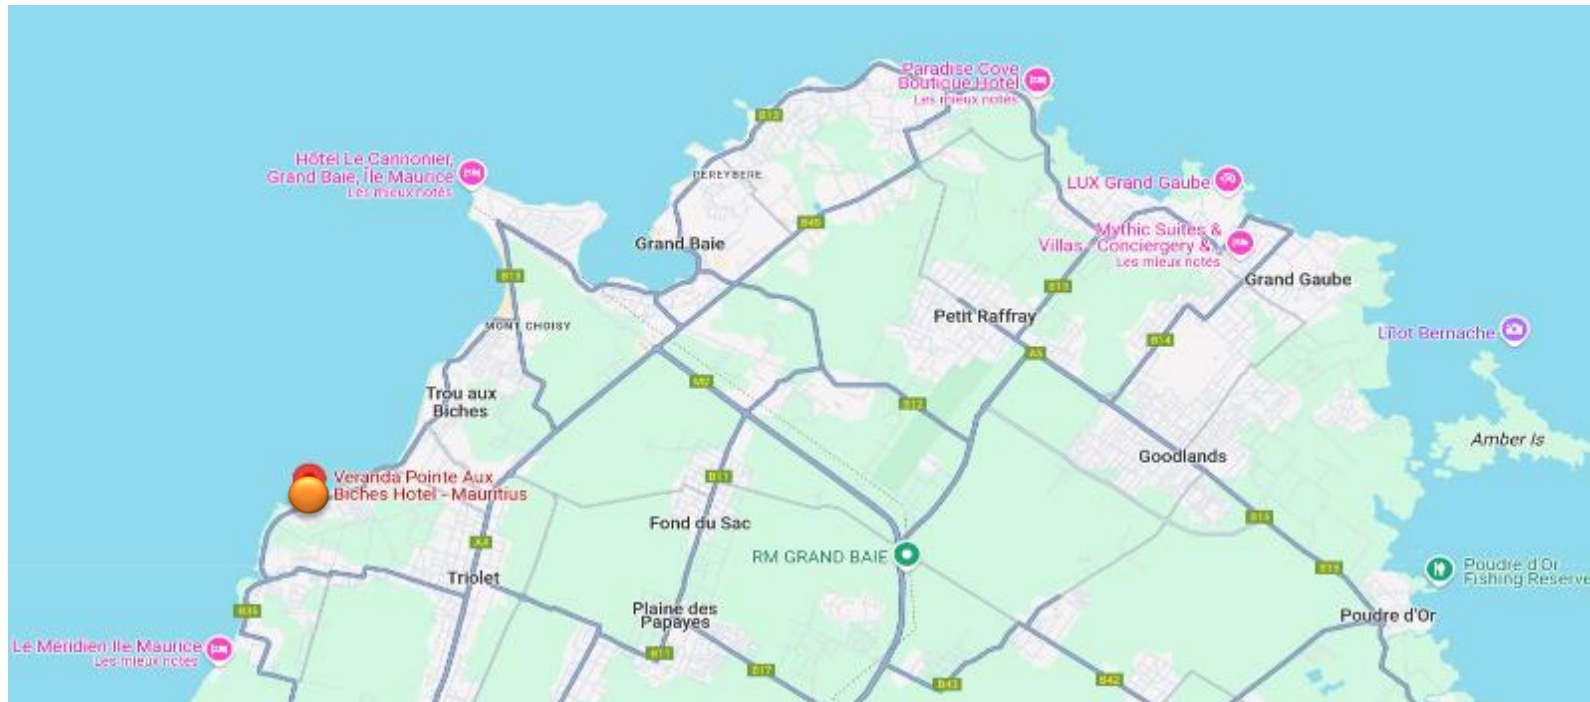 Paradise Cove
Boutique Hotel
Les mieux notés
B13
Hôtel Le Cannonier,
Grand Baie, Île Maurice
Les mieux notés
PEREYBERE
LUX Grand Gaube
B45
Mythic Suites &
Villas, Conciergery &
Les mieux notés
Grand Baie
B13
B13
Grand Gaube
MONT CHOISY
Petit Raffray
L'îlot Bernache
B14
A5
M2
Trou aux
Biches
B12
Amber Is
Goodlands
Veranda Pointe Aux
Biches Hotel - Mauritius
B11
B15
Fond du Sac
A4
RM GRAND BAIE
Triolet
Poudre d'Or
Fishing Reserve
B15
Plaine des
Papayes
Poudre d'Or
Le Méridien Ile Maurice
Les mieux notés
B11
B17
B43
B42